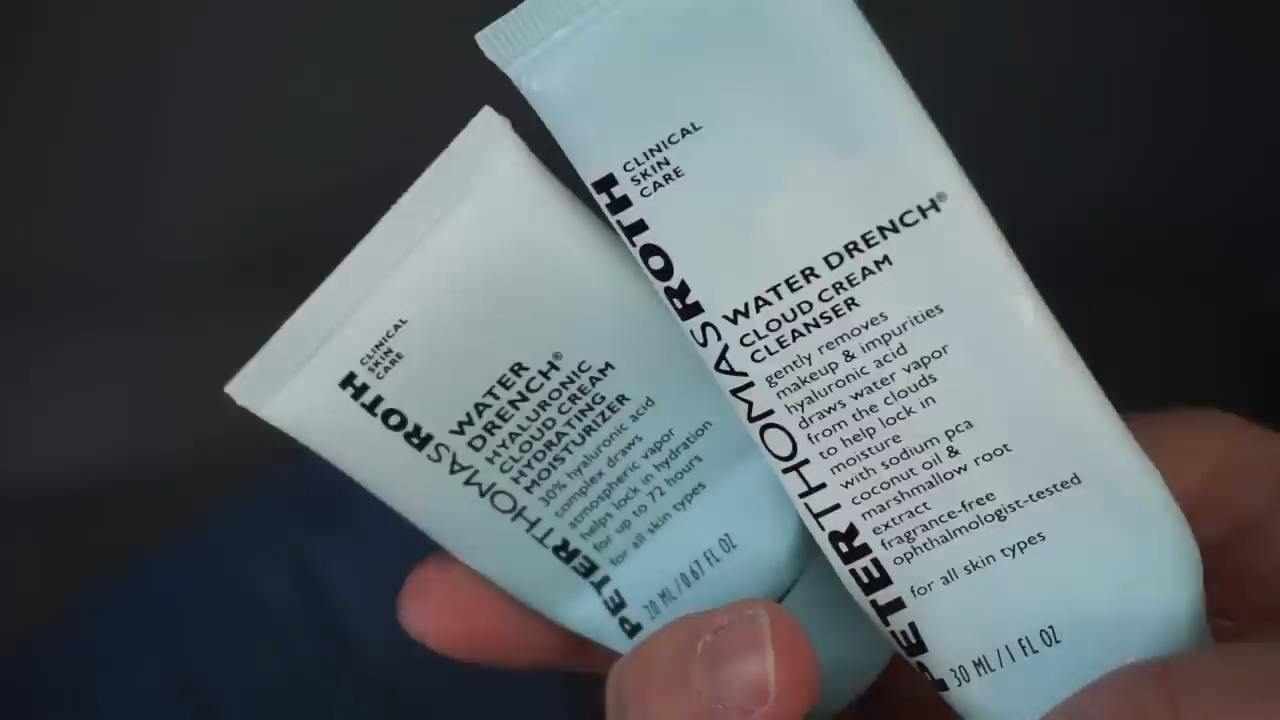 PETERTHOMASROTH
CLINICAL
SKIN
CARE
WATER
DRENCH®
HYALURONIC
CLOUD CREAM
HYDRATING
MOISTURIZER
30% hyaluronic acid
complex draws
atmospheric vapor
helps lock in hydration
for up to 72 hours
for all skin types
20 ML/0.67 FL OZ
PETERTHOMASROTH
CLINICAL
SKIN
CARE
WATER DRENCH®
CLOUD CREAM
CLEANSER
gently removes
makeup & impurities
hyaluronic acid
draws water vapor
from the clouds
to help lock in
moisture
with sodium pca
coconut oil &
marshmallow root
extract
fragrance-free
ophthalmologist-tested
for all skin types
30 ML/1 FL OZ